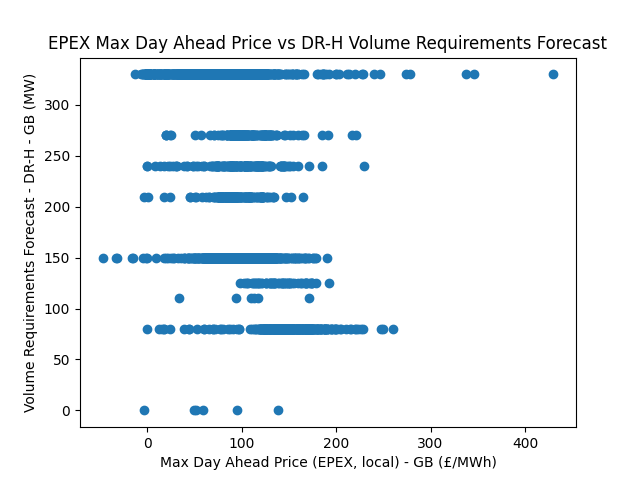 EPEX Max Day Ahead Price vs DR-H Volume Requirements Forecast
Volume Requirements Forecast - DR-H - GB (MW)
300
250
200
150
100
50
0
0 100 200 300 400
Max Day Ahead Price (EPEX, local) - GB (£/MWh)